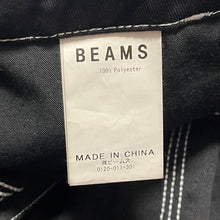 BEAMS
100% Polyester
MADE IN CHINA
㈱ビームス
0120-011-301